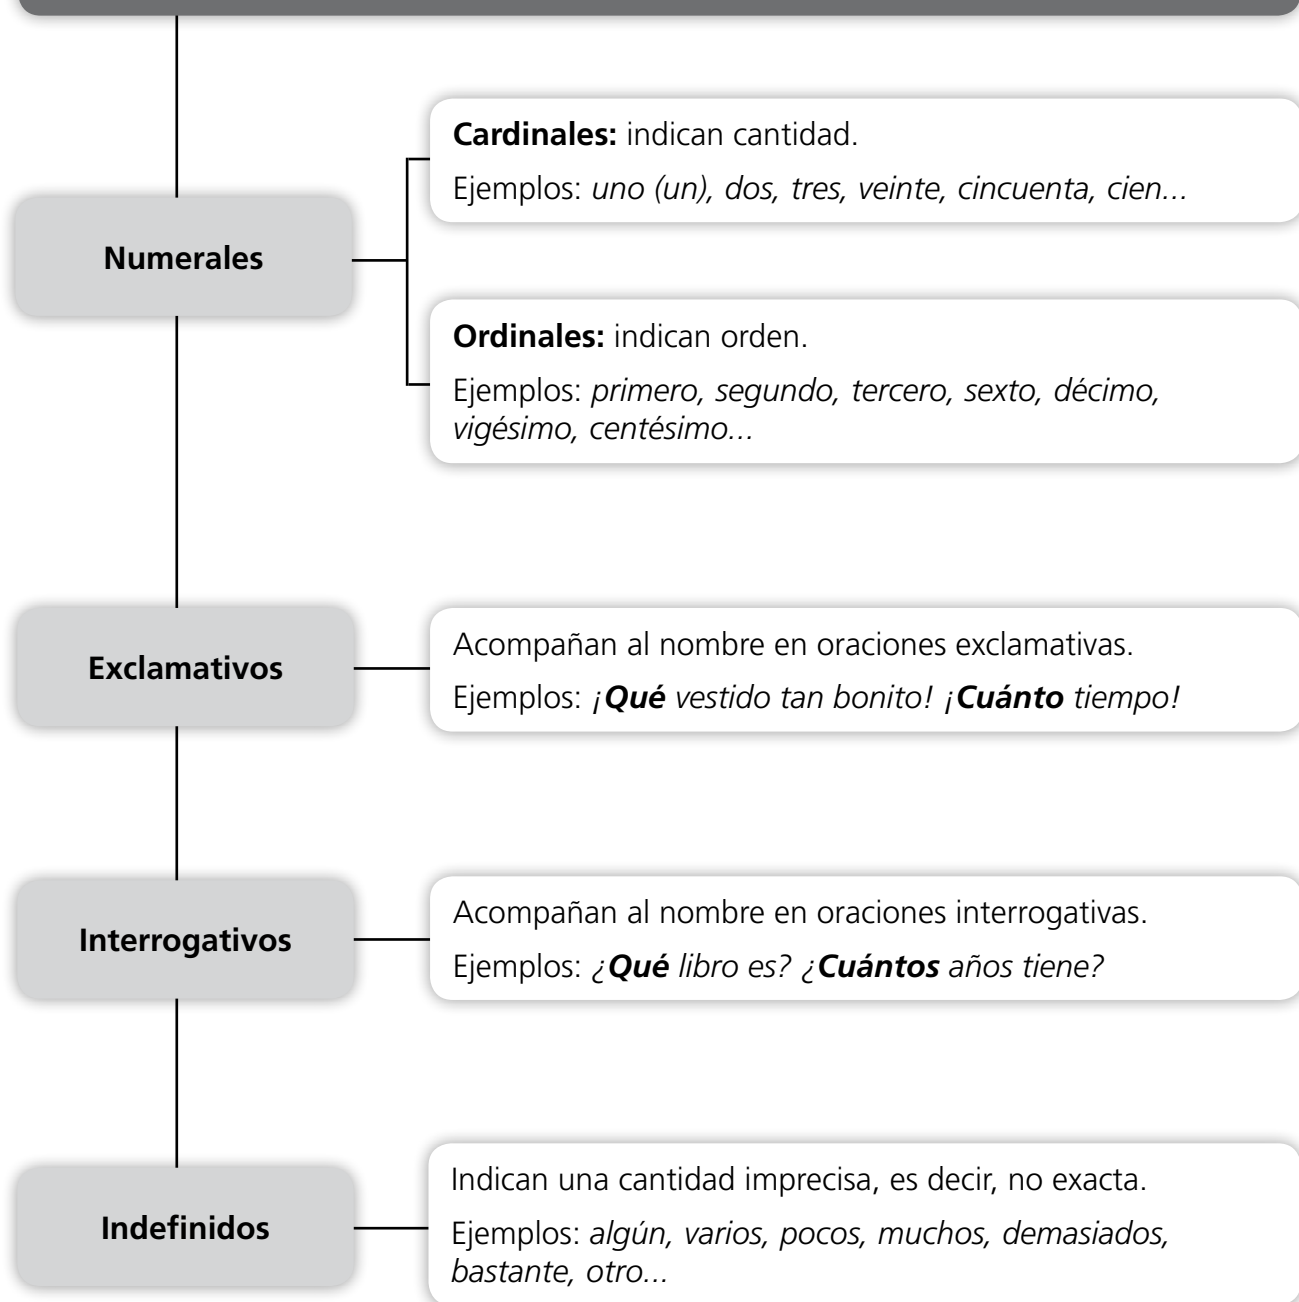 Cardinales: indican cantidad.
Ejemplos: uno (un), dos, tres, veinte, cincuenta, cien...
Numerales
Ordinales: indican orden.
Ejemplos: primero, segundo, tercero, sexto, décimo,
vigésimo, centésimo...
Exclamativos
Acompañan al nombre en oraciones exclamativas.
Ejemplos: ¡Qué vestido tan bonito! ¡Cuánto tiempo!
Interrogativos
Acompañan al nombre en oraciones interrogativas.
Ejemplos: ¿Qué libro es? ¿Cuántos años tiene?
Indefinidos
Indican una cantidad imprecisa, es decir, no exacta.
Ejemplos: algún, varios, pocos, muchos, demasiados,
bastante, otro...